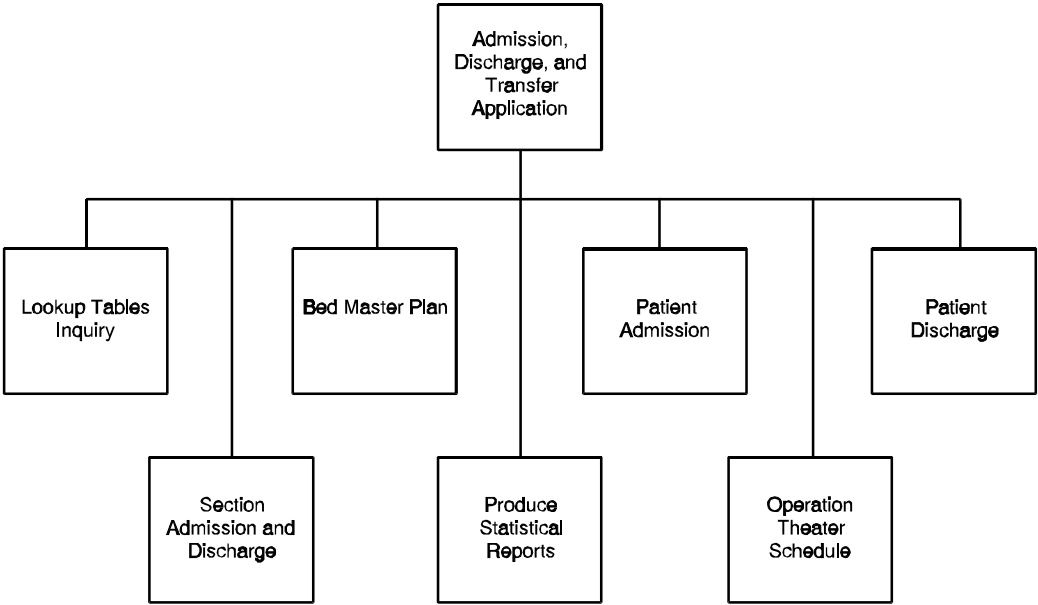 Admission,
Discharge, and
Transfer
Application
Lookup Tables
Inquiry
Bed Master Plan
Patient
Admission
Patient
Discharge
Section
Admission and
Discharge
Produce
Statistical
Reports
Operation
Theater
Schedule